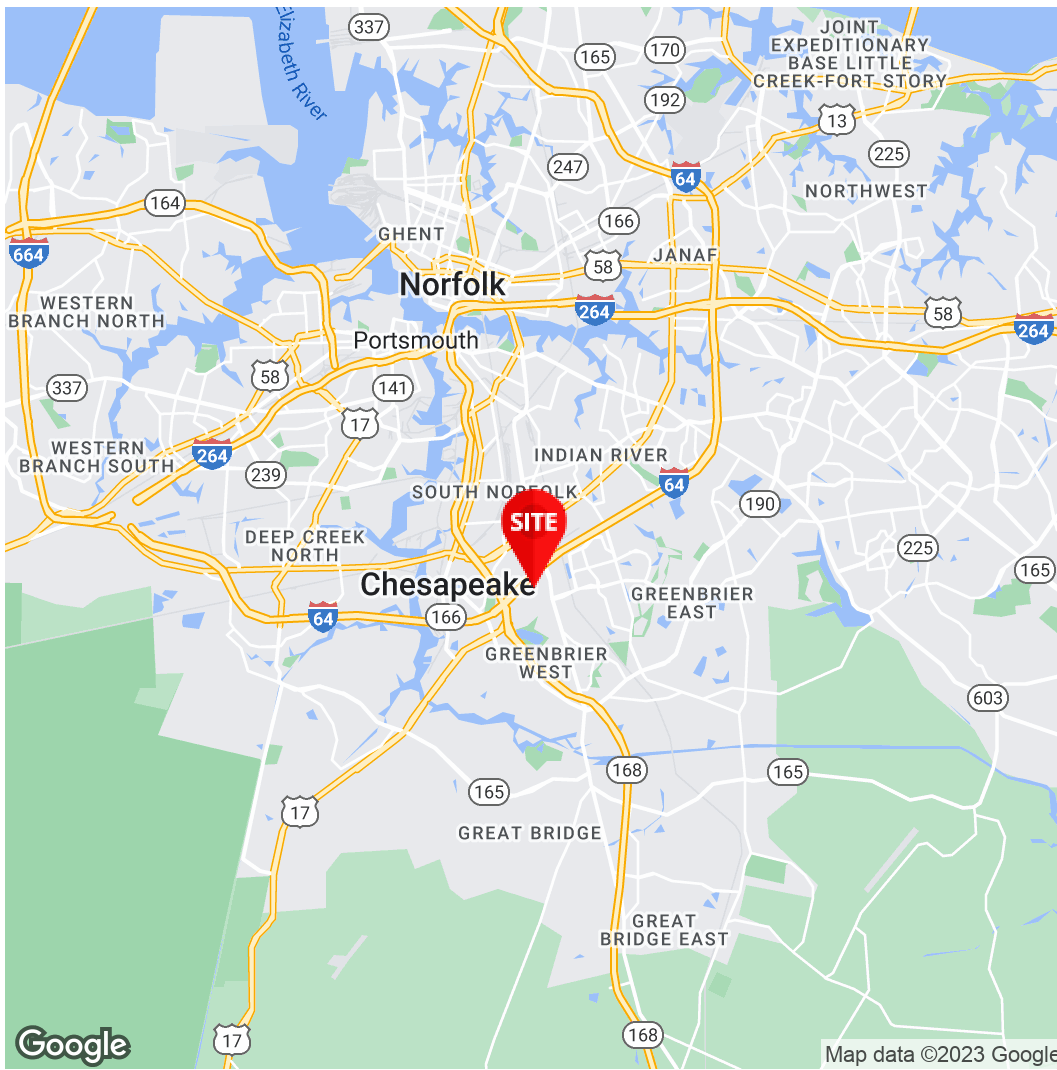 337
JOINT
EXPEDITIONARY
BASE LITTLE
CREEK-FORT STORY
165
170
Elizabeth River
192
13
247
225
64
NORTHWEST
164
166
GHENT
664
58
JANAF
Norfolk
WESTERN
BRANCH NORTH
264
58
264
Portsmouth
58
337
141
17
WESTERN
BRANCH SOUTH
264
INDIAN RIVER
239
64
SOUTH NORFOLK
190
SITE
DEEP CREEK
NORTH
225
165
Chesapeake
GREENBRIER
EAST
64
166
GREENBRIER
WEST
603
168
165
165
17
GREAT BRIDGE
GREAT
BRIDGE EAST
168
17
Google
Map data ©2023 Google